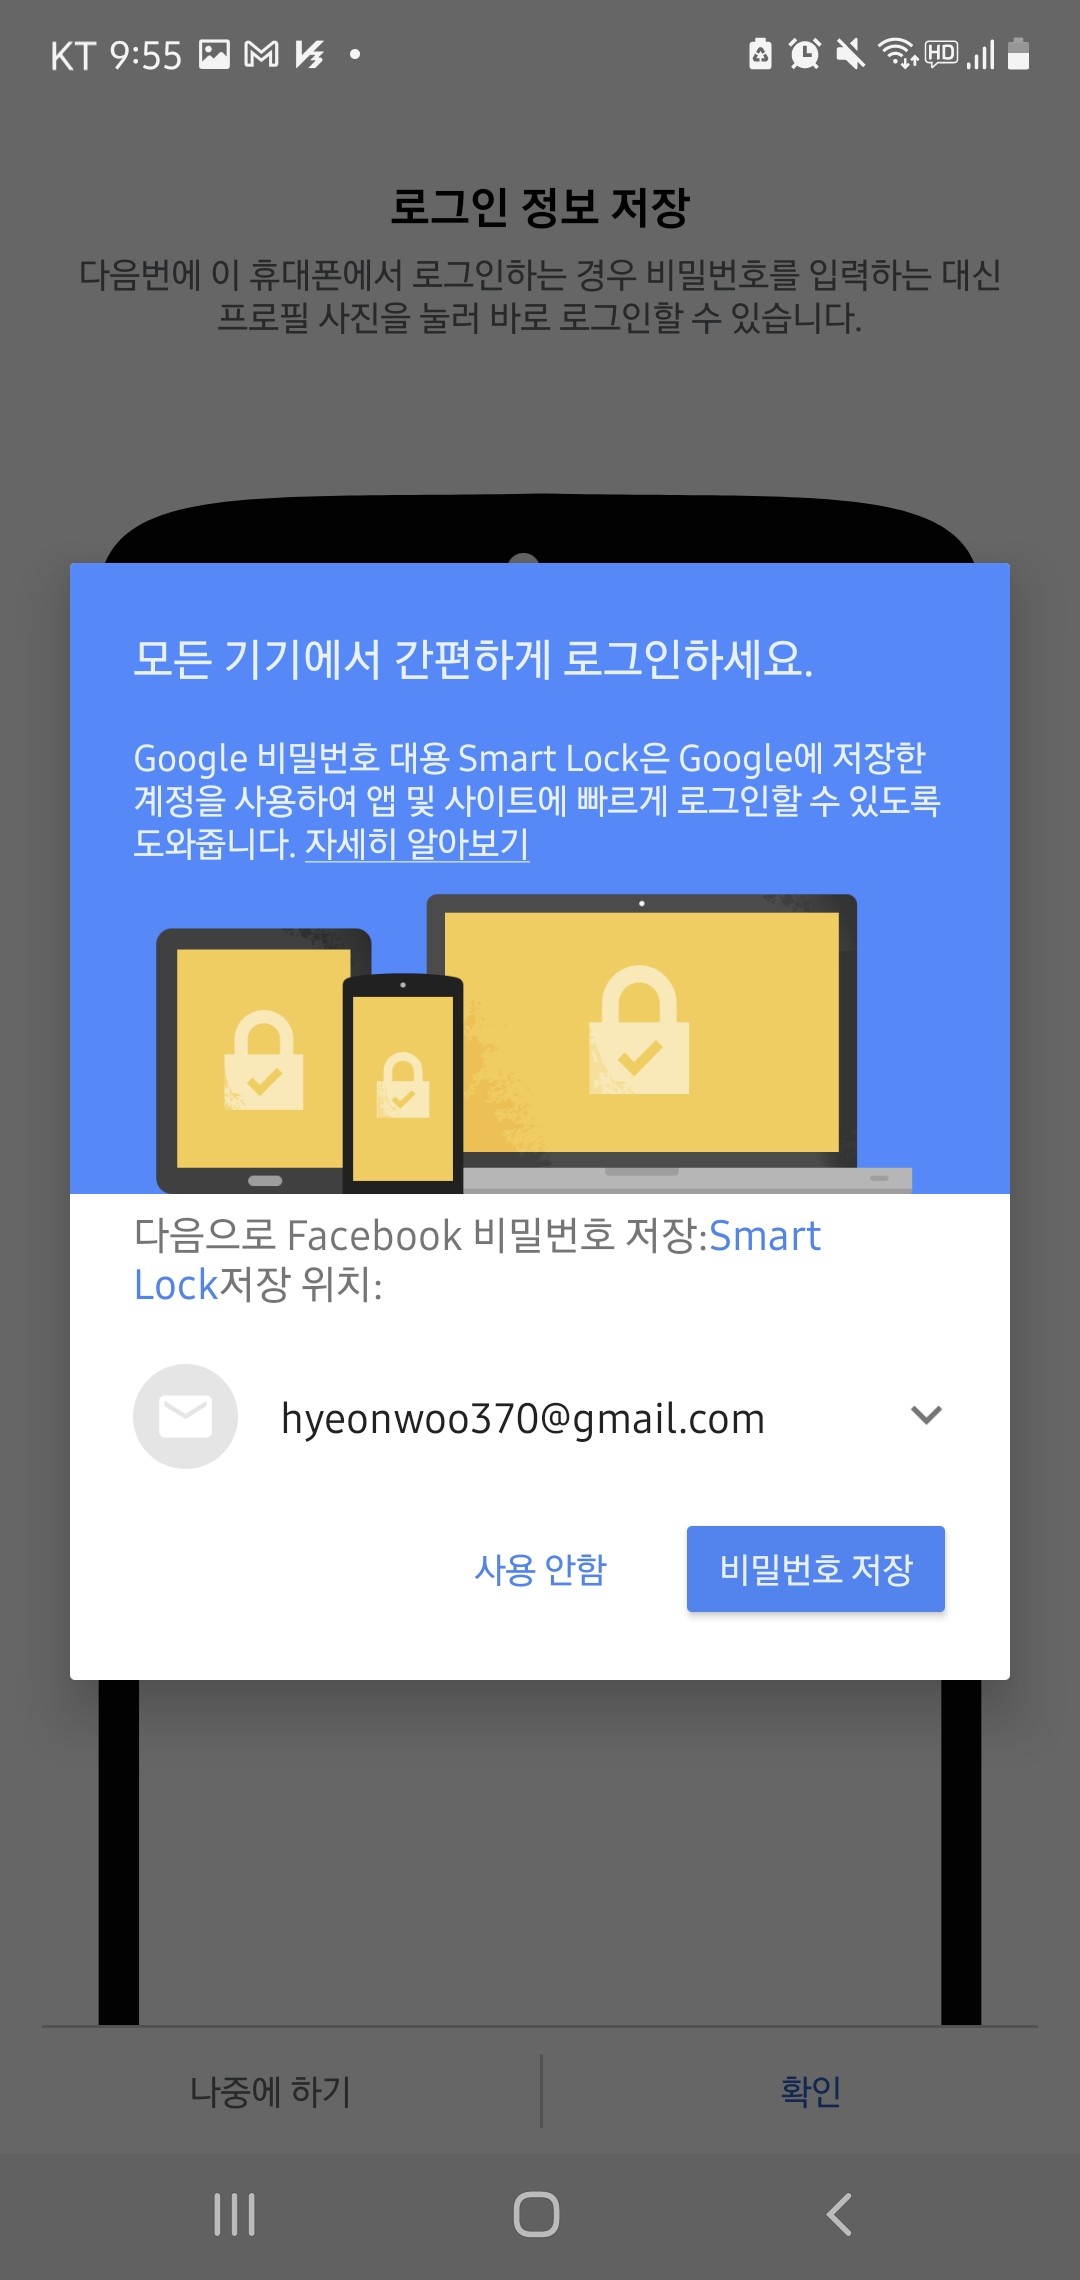 KT 9:55
HD
로그인 정보 저장
다음번에 이 휴대폰에서 로그인하는 경우 비밀번호를 입력하는 대신
프로필 사진을 눌러 바로 로그인할 수 있습니다.
모든 기기에서 간편하게 로그인하세요.
Google 비밀번호 대용 Smart Lock은 Google에 저장한
계정을 사용하여 앱 및 사이트에 빠르게 로그인할 수 있도록
도와줍니다. 자세히 알아보기
다음으로 Facebook 비밀번호 저장:Smart
Lock저장 위치:
hyeonwoo370@gmail.com
사용 안함
비밀번호 저장
나중에 하기
확인